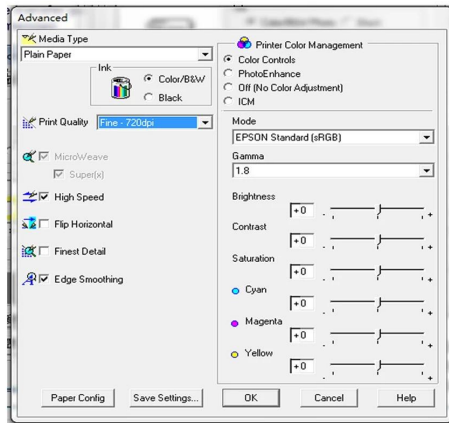 Advanced
Media Type
Plain Paper
Ink
Color/B&W
Black
Print Quality
Fine - 720dpi
MicroWeave
Super(x)
High Speed
Flip Horizontal
Finest Detail
Edge Smoothing
Printer Color Management
Color Controls
PhotoEnhance
Off (No Color Adjustment)
ICM
Mode
EPSON Standard (sRGB)
Gamma
1.8
Brightness
+0 - +
Contrast
+0 - +
Saturation
+0 - +
Cyan
+0 - +
Magenta
+0 - +
Yellow
+0 - +
Paper Config Save Settings... OK Cancel Help